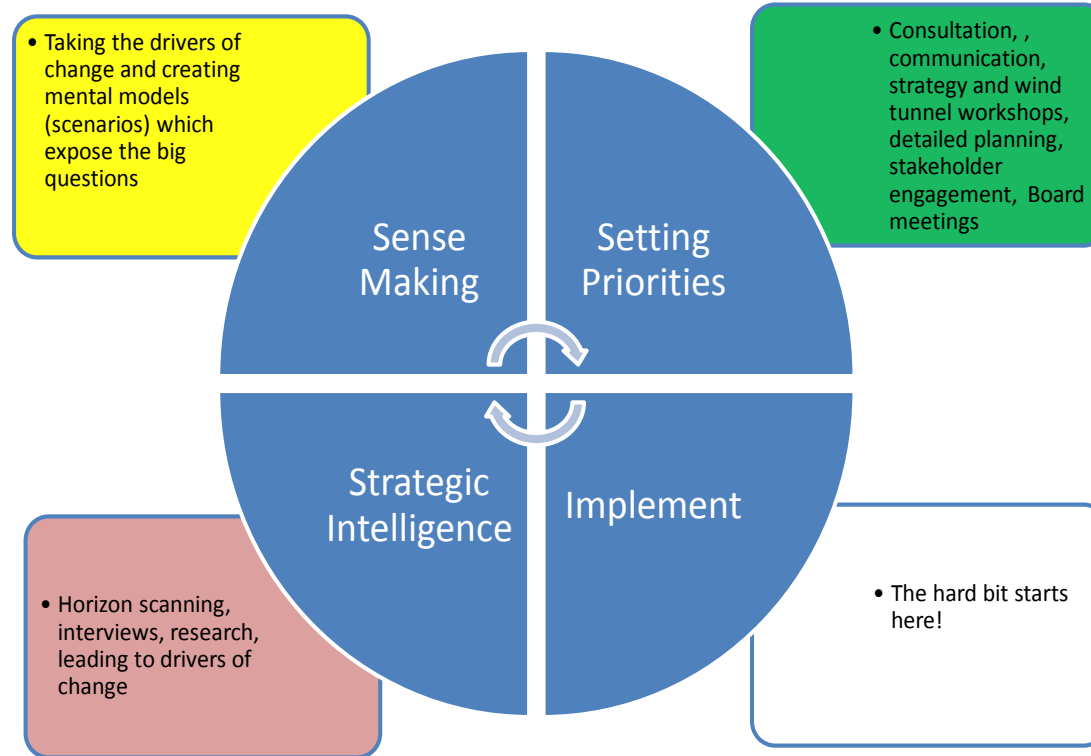 • Taking the drivers of
change and creating
mental models
(scenarios) which
expose the big
questions
• Consultation, ,
communication,
strategy and wind
tunnel workshops,
detailed planning,
stakeholder
engagement, Board
meetings
Sense
Making
Setting
Priorities
Strategic
Intelligence
Implement
• Horizon scanning,
interviews, research,
leading to drivers of
change
• The hard bit starts
here!